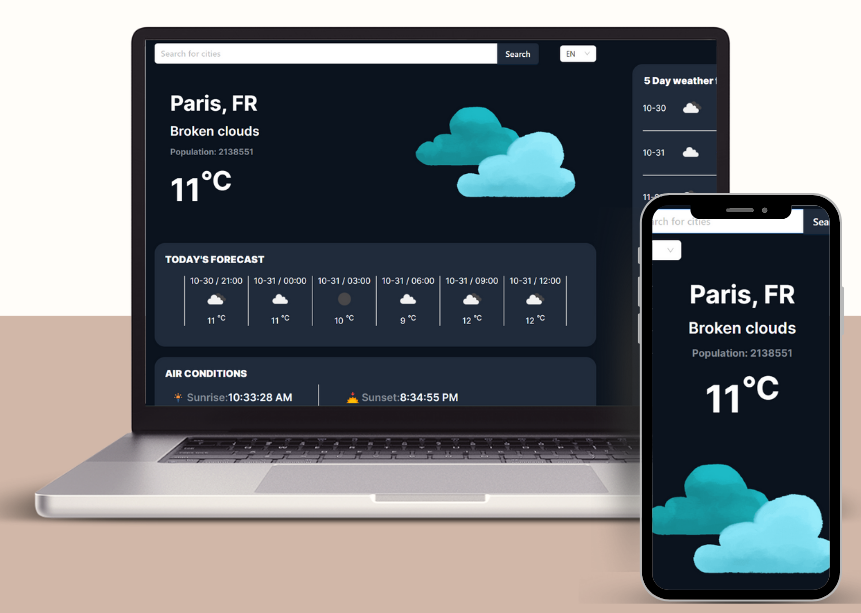 Search for cities
Search
EN
Paris, FR
Broken clouds
Population: 2138551
11°C
5 Day weather
10-30
10-31
11-
TODAY'S FORECAST
10-30 / 21:00 10-31 / 00:00 10-31 / 03:00 10-31 / 06:00 10-31 / 09:00 10-31 / 12:00
11 °C 11 °C 10 °C 9 °C 12 °C 12 °C
AIR CONDITIONS
Sunrise:10:33:28 AM
Sunset:8:34:55 PM
rch for cities
Sear
Paris, FR
Broken clouds
Population: 2138551
11°C